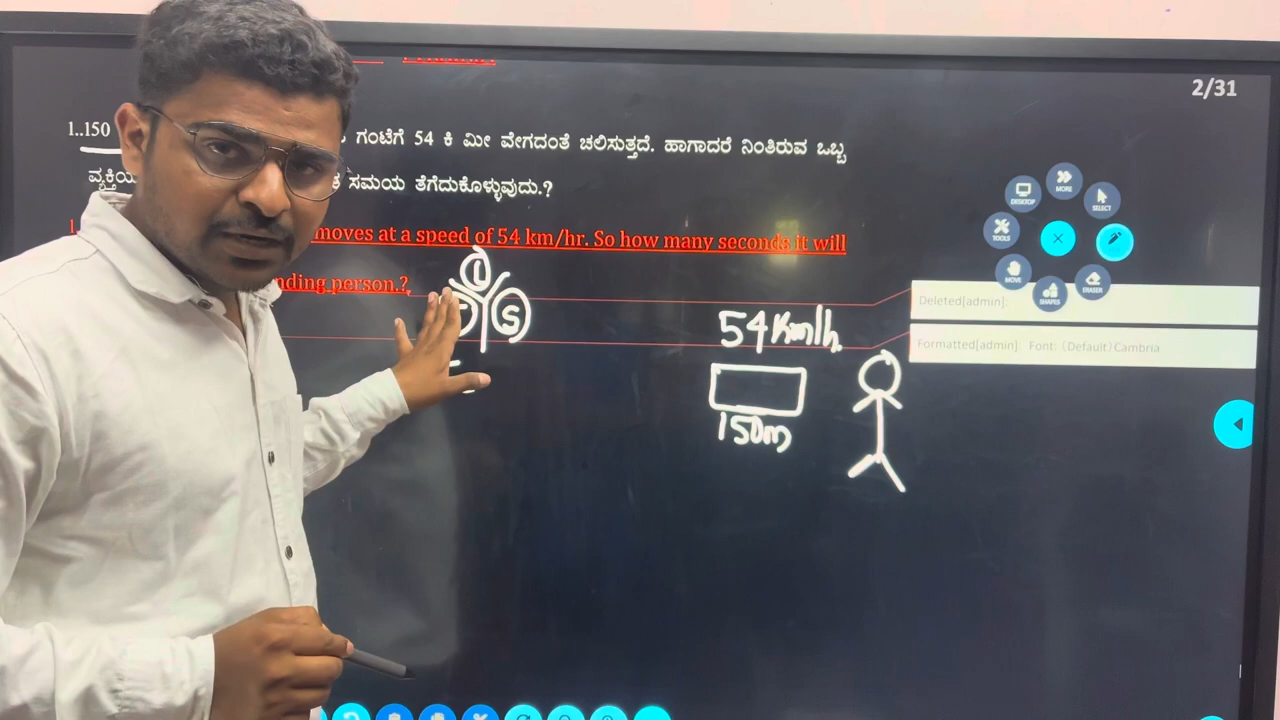 2/31
1..150 ಗಂಟೆಗೆ 54 ಕಿ ಮೀ ವೇಗದಂತೆ ಚಲಿಸುತ್ತದೆ. ಹಾಗಾದರೆ ನಿಂತಿರುವ ಒಬ್ಬ
ಸಮಯ ತೆಗೆದುಕೊಳ್ಳುವುದು.?
moves at a speed of 54 km/hr. So how many seconds it will
person.?
DESKTOP
MORE
SELECT
TOOLS
MOVE
SHAPES
ERASER
Deleted[admin]:
Formatted[admin]: Font: (Default)Cambria
S
54 Km/h.
150m